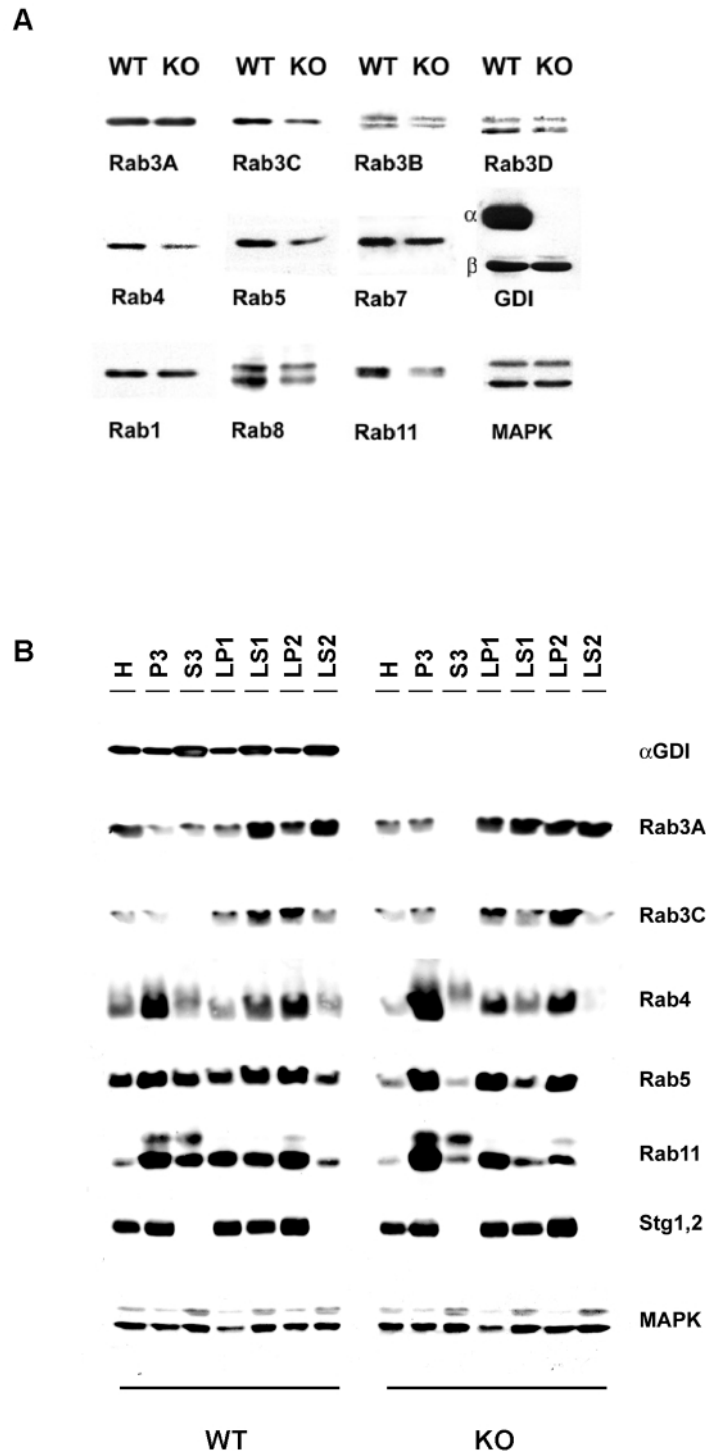 A
WT KO WT KO WT KO WT KO
Rab3A Rab3C Rab3B Rab3D
α
β
Rab4 Rab5 Rab7 GDI
Rab1 Rab8 Rab11 MAPK
B
H P3 S3 LP1 LS1 LP2 LS2 H P3 S3 LP1 LS1 LP2 LS2
αGDI
Rab3A
Rab3C
Rab4
Rab5
Rab11
Stg1,2
MAPK
WT KO